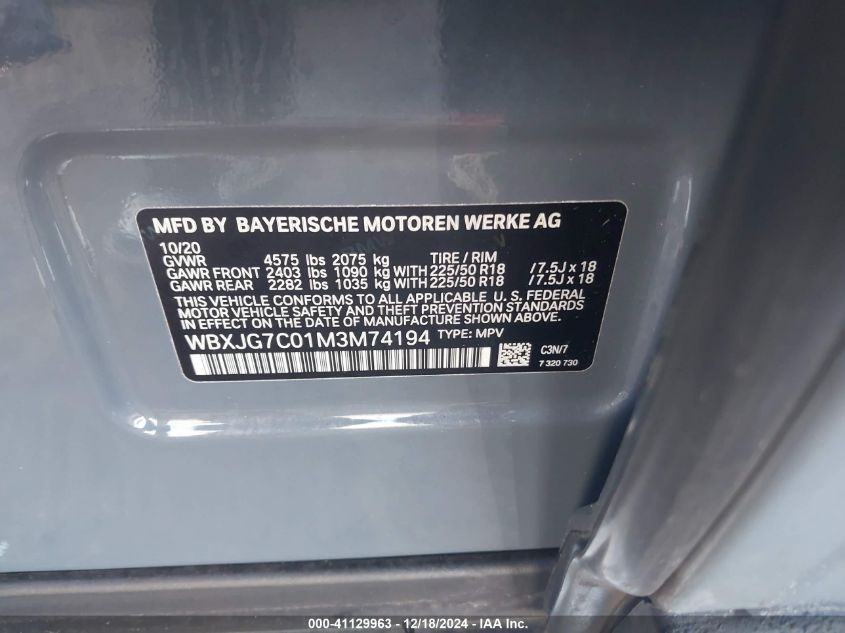 MFD BY BAYERISCHE MOTOREN WERKE AG
10/20
GVWR 4575 lbs 2075 kg TIRE / RIM
GAWR FRONT 2403 lbs 1090 kg WITH 225/50 R18 / 7.5J x 18
GAWR REAR 2282 lbs 1035 kg WITH 225/50 R18 / 7.5J x 18
THIS VEHICLE CONFORMS TO ALL APPLICABLE U. S. FEDERAL
MOTOR VEHICLE SAFETY AND THEFT PREVENTION STANDARDS
IN EFFECT ON THE DATE OF MANUFACTURE SHOWN ABOVE.
WBXJG7C01M3M74194 TYPE: MPV
C3N/7
7 320 730
000-41129963 - 12/18/2024 - IAA Inc.